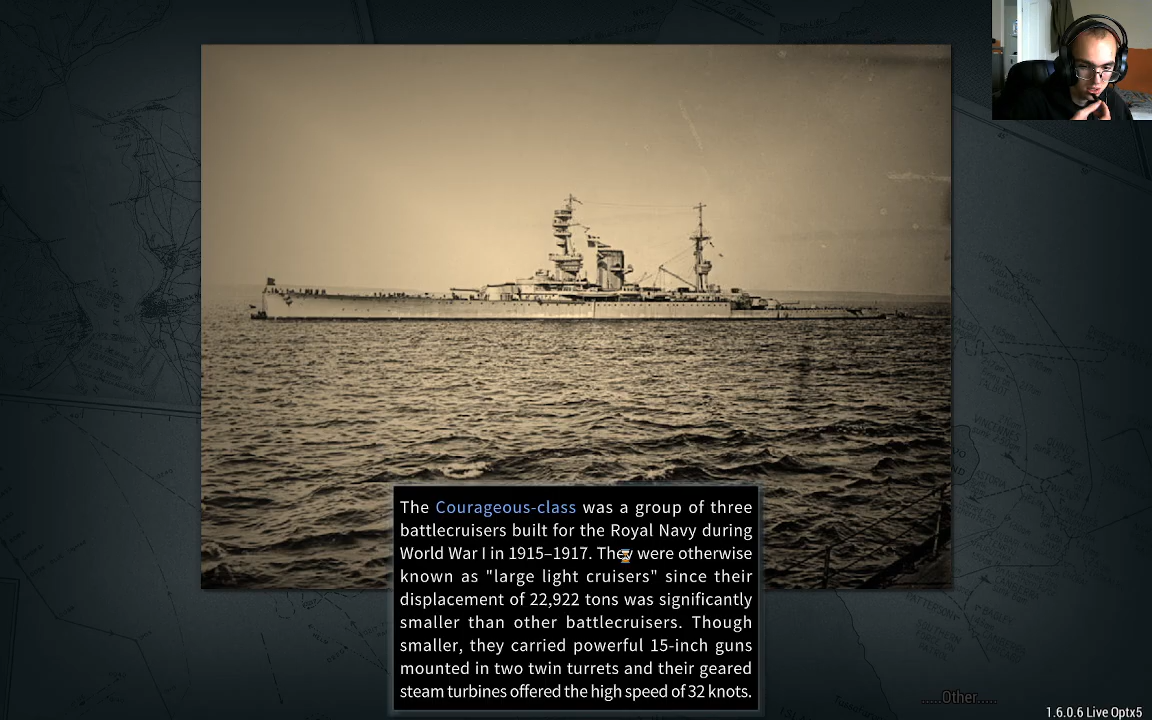 The Courageous-class was a group of three
battlecruisers built for the Royal Navy during
World War I in 1915–1917. They were otherwise
known as "large light cruisers" since their
displacement of 22,922 tons was significantly
smaller than other battlecruisers. Though
smaller, they carried powerful 15-inch guns
mounted in two twin turrets and their geared
steam turbines offered the high speed of 32 knots.
.....Other.....
1.6.0.6 Live Optx5